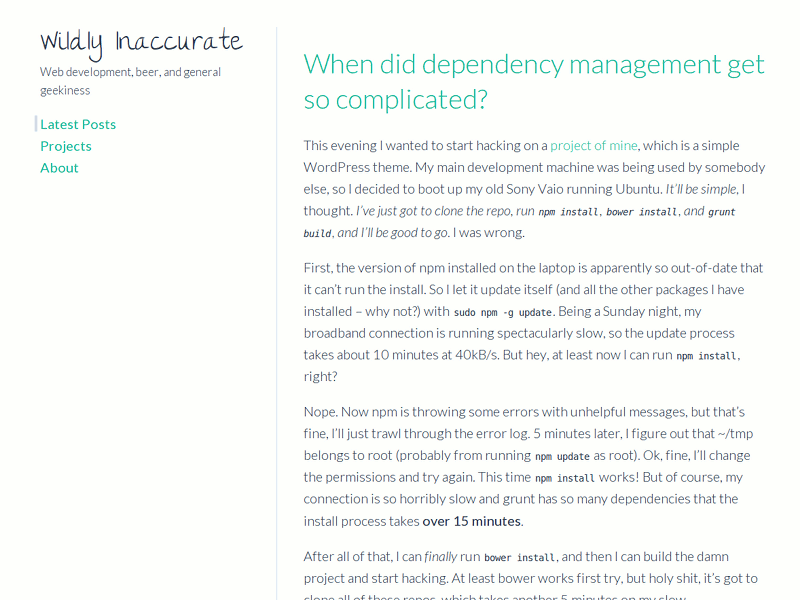 Wildly Inaccurate
Web development, beer, and general
geekiness
Latest Posts
Projects
About
When did dependency management get
so complicated?
This evening I wanted to start hacking on a project of mine, which is a simple
WordPress theme. My main development machine was being used by somebody
else, so I decided to boot up my old Sony Vaio running Ubuntu. It'll be simple, I
thought. I've just got to clone the repo, run npm install, bower install, and grunt
build, and I'll be good to go. I was wrong.
First, the version of npm installed on the laptop is apparently so out-of-date that
it can't run the install. So I let it update itself (and all the other packages I have
installed – why not?) with sudo npm -g update. Being a Sunday night, my
broadband connection is running spectacularly slow, so the update process
takes about 10 minutes at 40kB/s. But hey, at least now I can run npm install,
right?
Nope. Now npm is throwing some errors with unhelpful messages, but that's
fine, I'll just trawl through the error log. 5 minutes later, I figure out that ~/tmp
belongs to root (probably from running npm update as root). Ok, fine, I'll change
the permissions and try again. This time npm install works! But of course, my
connection is so horribly slow and grunt has so many dependencies that the
install process takes over 15 minutes.
After all of that, I can finally run bower install, and then I can build the damn
project and start hacking. At least bower works first try, but holy shit, it's got to
clone all of these repos, which takes another 5 minutes on my slow